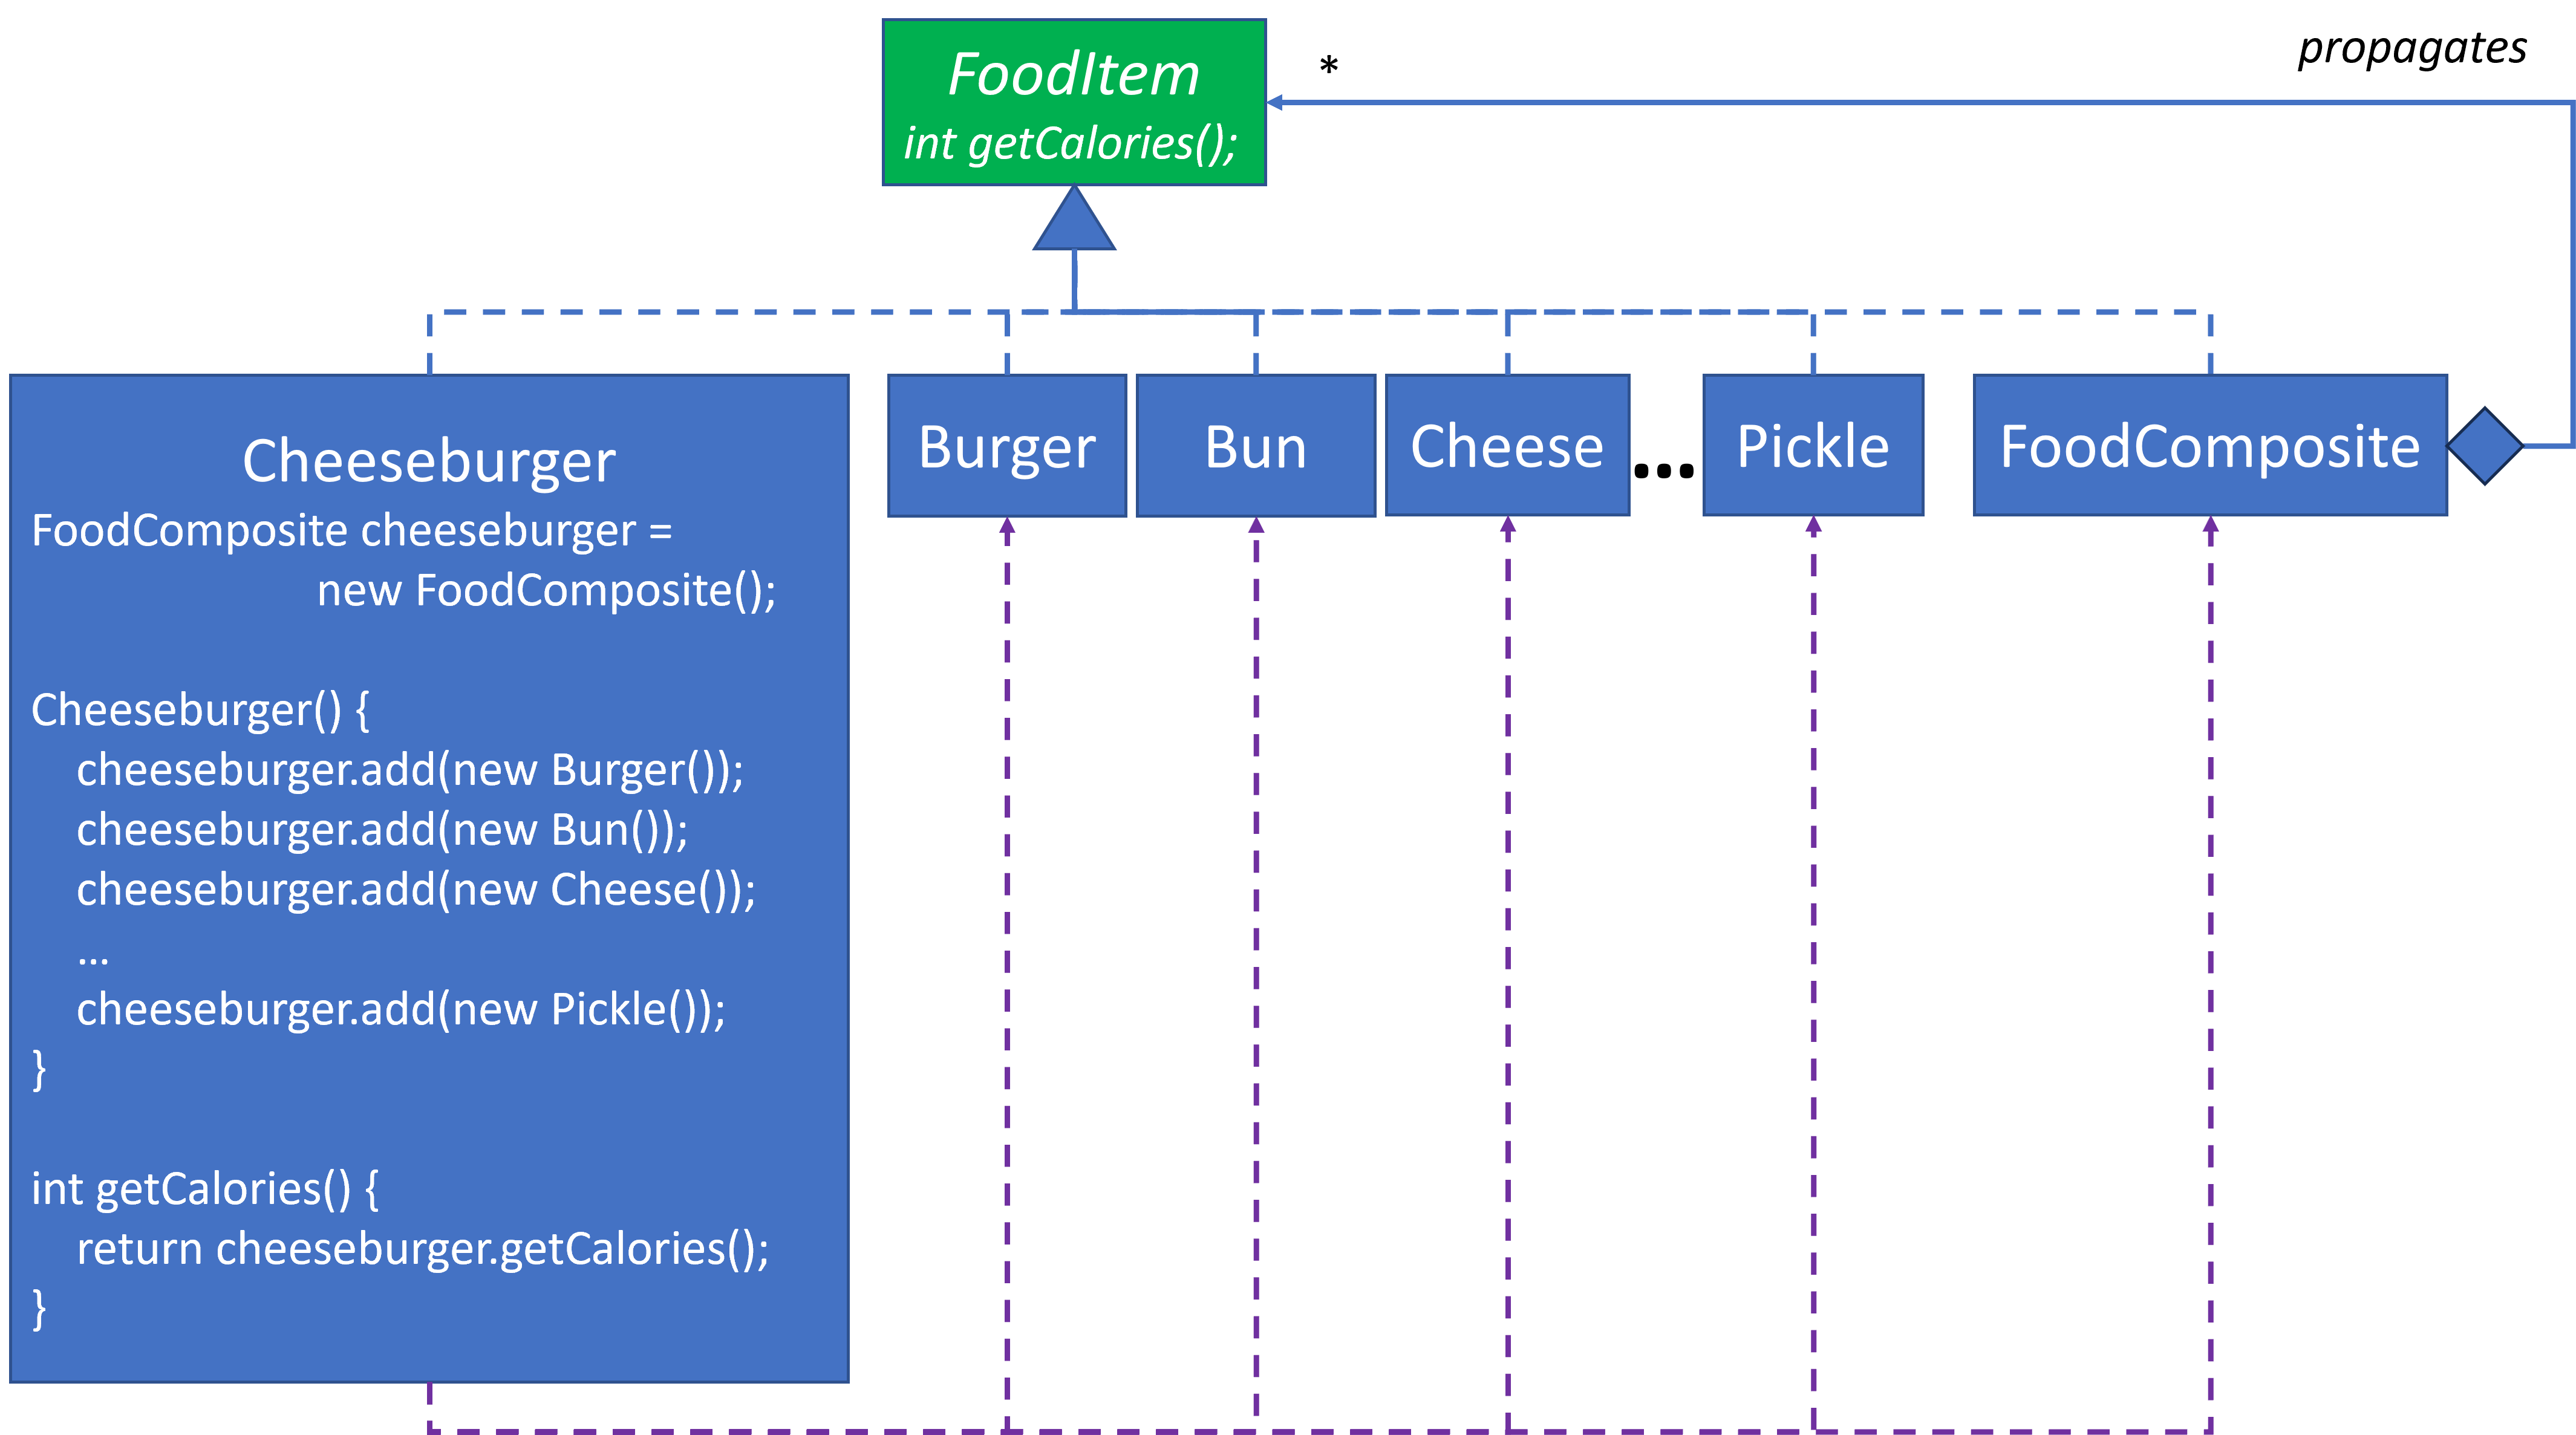 FoodItem
int getCalories();
*
propagates
Cheeseburger
FoodComposite cheeseburger =
new FoodComposite();
Cheeseburger() {
cheeseburger.add(new Burger());
cheeseburger.add(new Bun());
cheeseburger.add(new Cheese());
...
cheeseburger.add(new Pickle());
}
int getCalories() {
return cheeseburger.getCalories();
}
Burger
Bun
Cheese
...
Pickle
FoodComposite